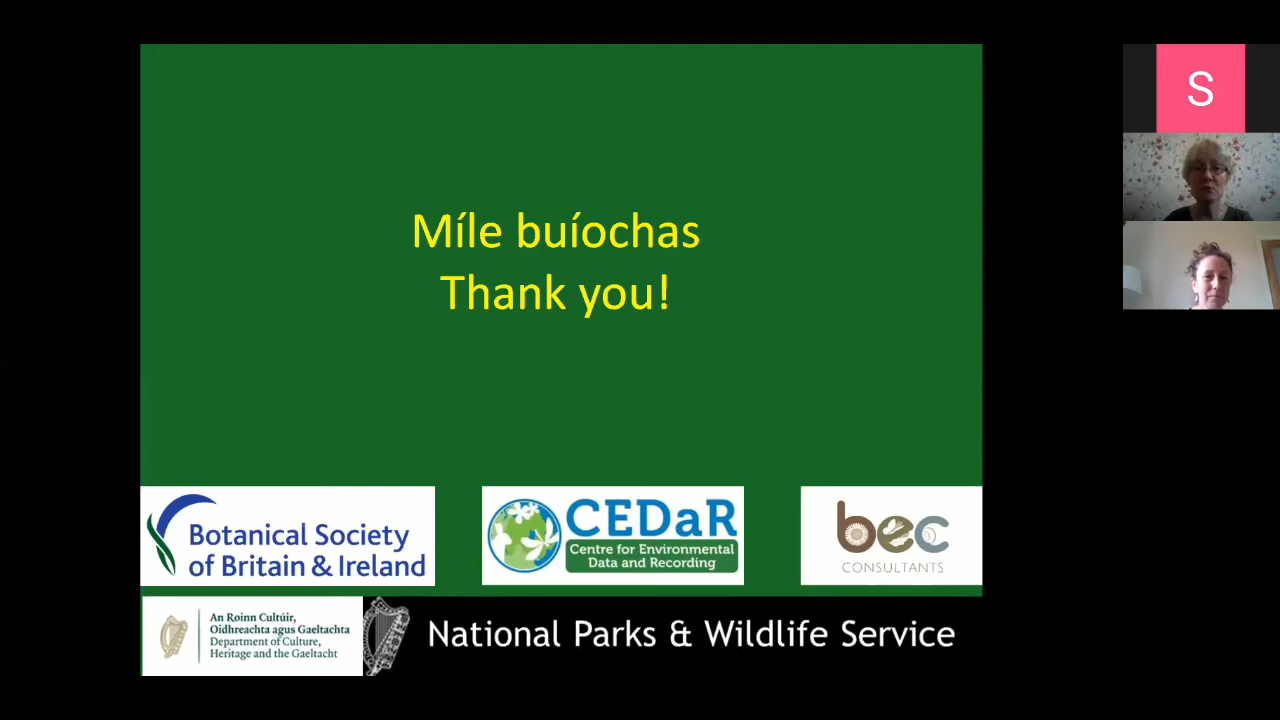 S
Míle buíochas
Thank you!
Botanical Society
of Britain & Ireland
CEDaR
Centre for Environmental
Data and Recording
bec
CONSULTANTS
An Roinn Cultúir,
Oidhreachta agus Gaeltachta
Department of Culture,
Heritage and the Gaeltacht
National Parks & Wildlife Service